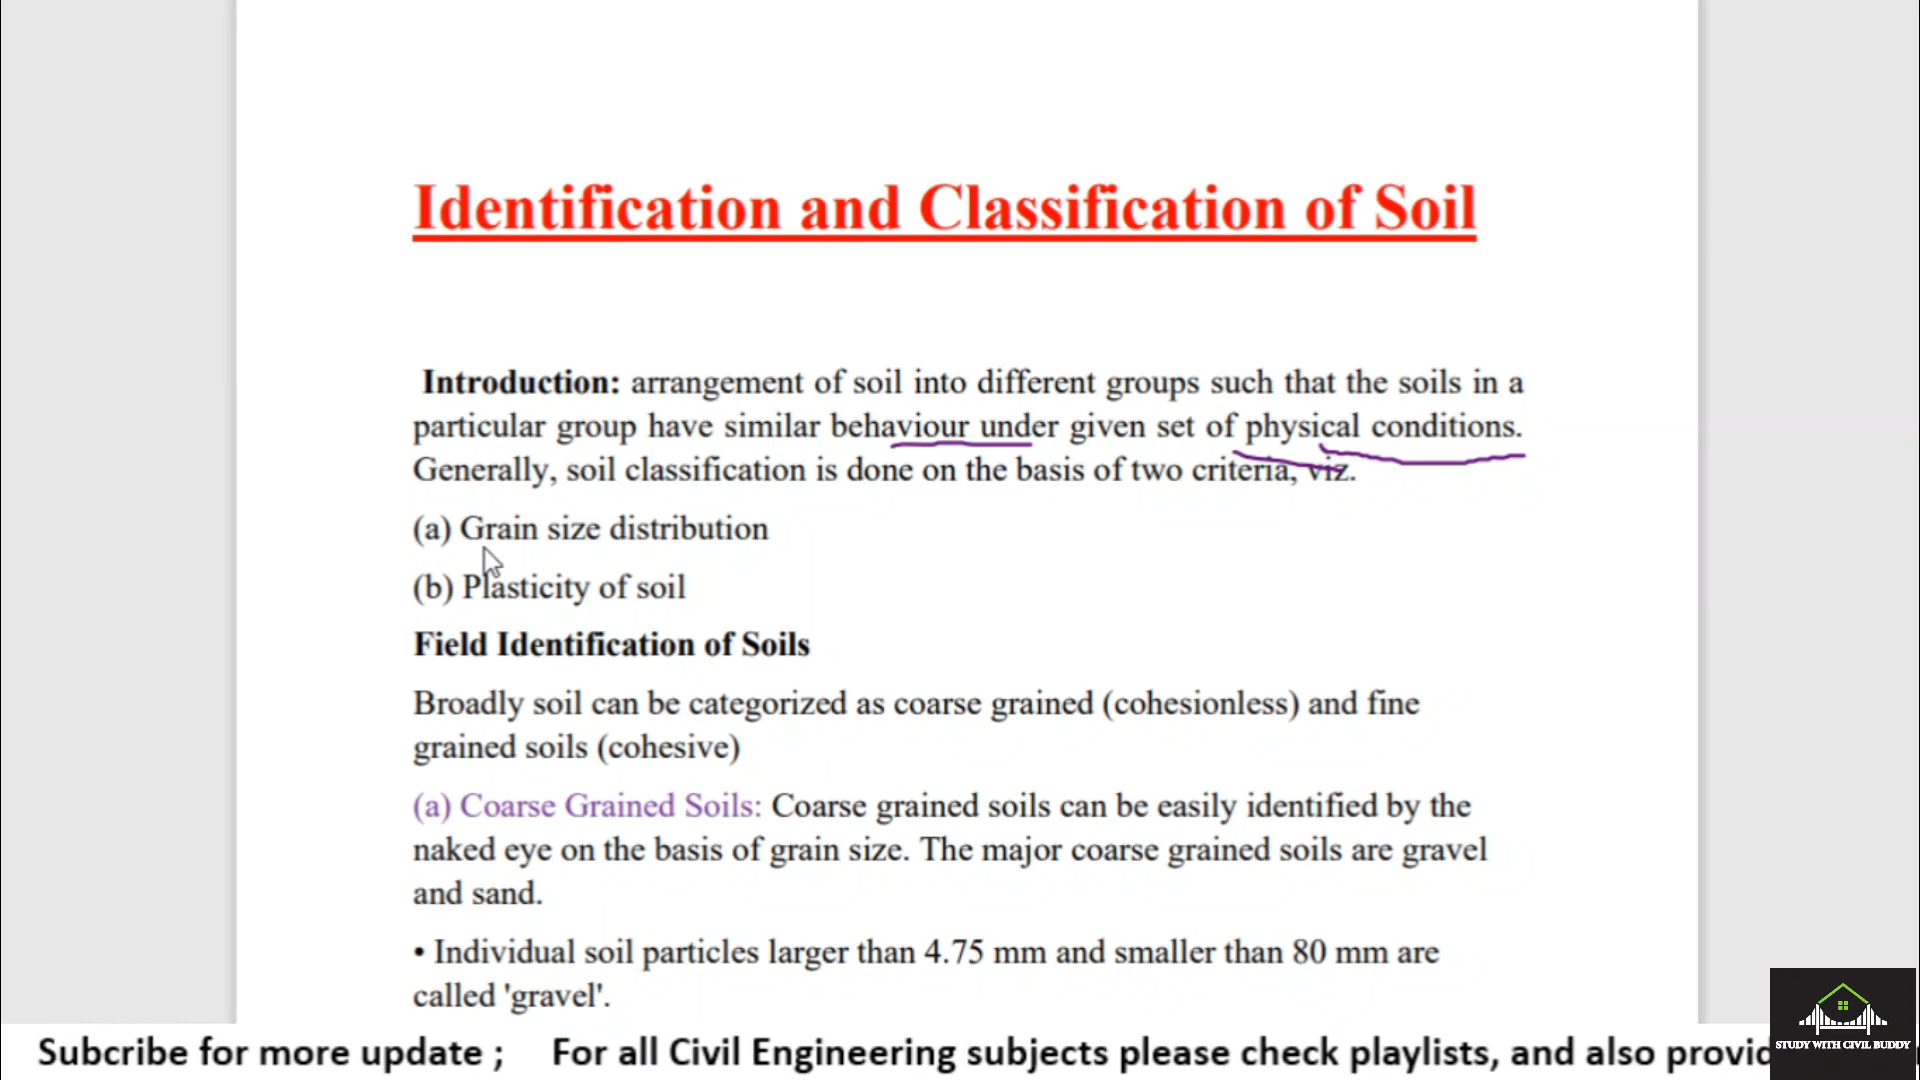 Identification and Classification of Soil
Introduction: arrangement of soil into different groups such that the soils in a
particular group have similar behaviour under given set of physical conditions.
Generally, soil classification is done on the basis of two criteria, viz.
(a) Grain size distribution
(b) Plasticity of soil
Field Identification of Soils
Broadly soil can be categorized as coarse grained (cohesionless) and fine
grained soils (cohesive)
(a) Coarse Grained Soils: Coarse grained soils can be easily identified by the
naked eye on the basis of grain size. The major coarse grained soils are gravel
and sand.
• Individual soil particles larger than 4.75 mm and smaller than 80 mm are
called 'gravel'.
Subcribe for more update ; For all Civil Engineering subjects please check playlists, and also provid
STUDY WITH CIVIL BUDDY